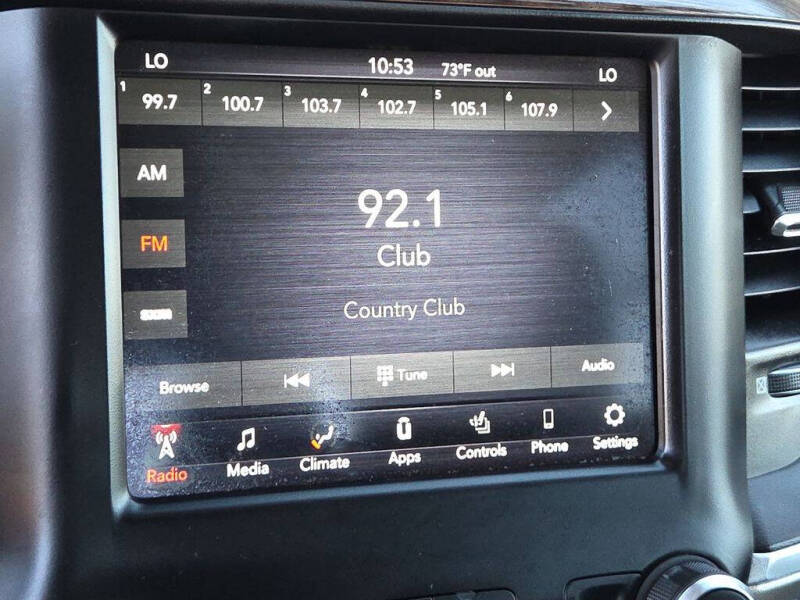 LO 10:53 73°F out LO
1 99.7 2 100.7 3 103.7 4 102.7 5 105.1 6 107.9 >
AM
92.1
FM
Club
Country Club
SXM
Browse Tune Audio
Radio Media Climate Apps Controls Phone Settings